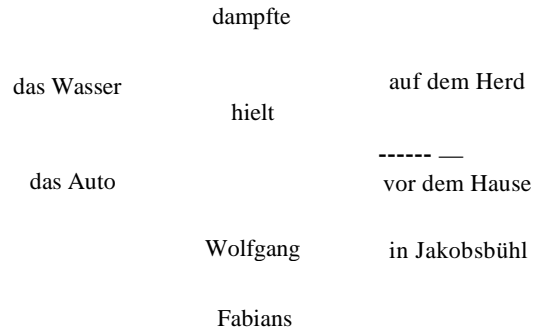 dampfte
das Wasser
auf dem Herd
hielt
------ —
das Auto
vor dem Hause
Wolfgang
in Jakobsbühl
Fabians